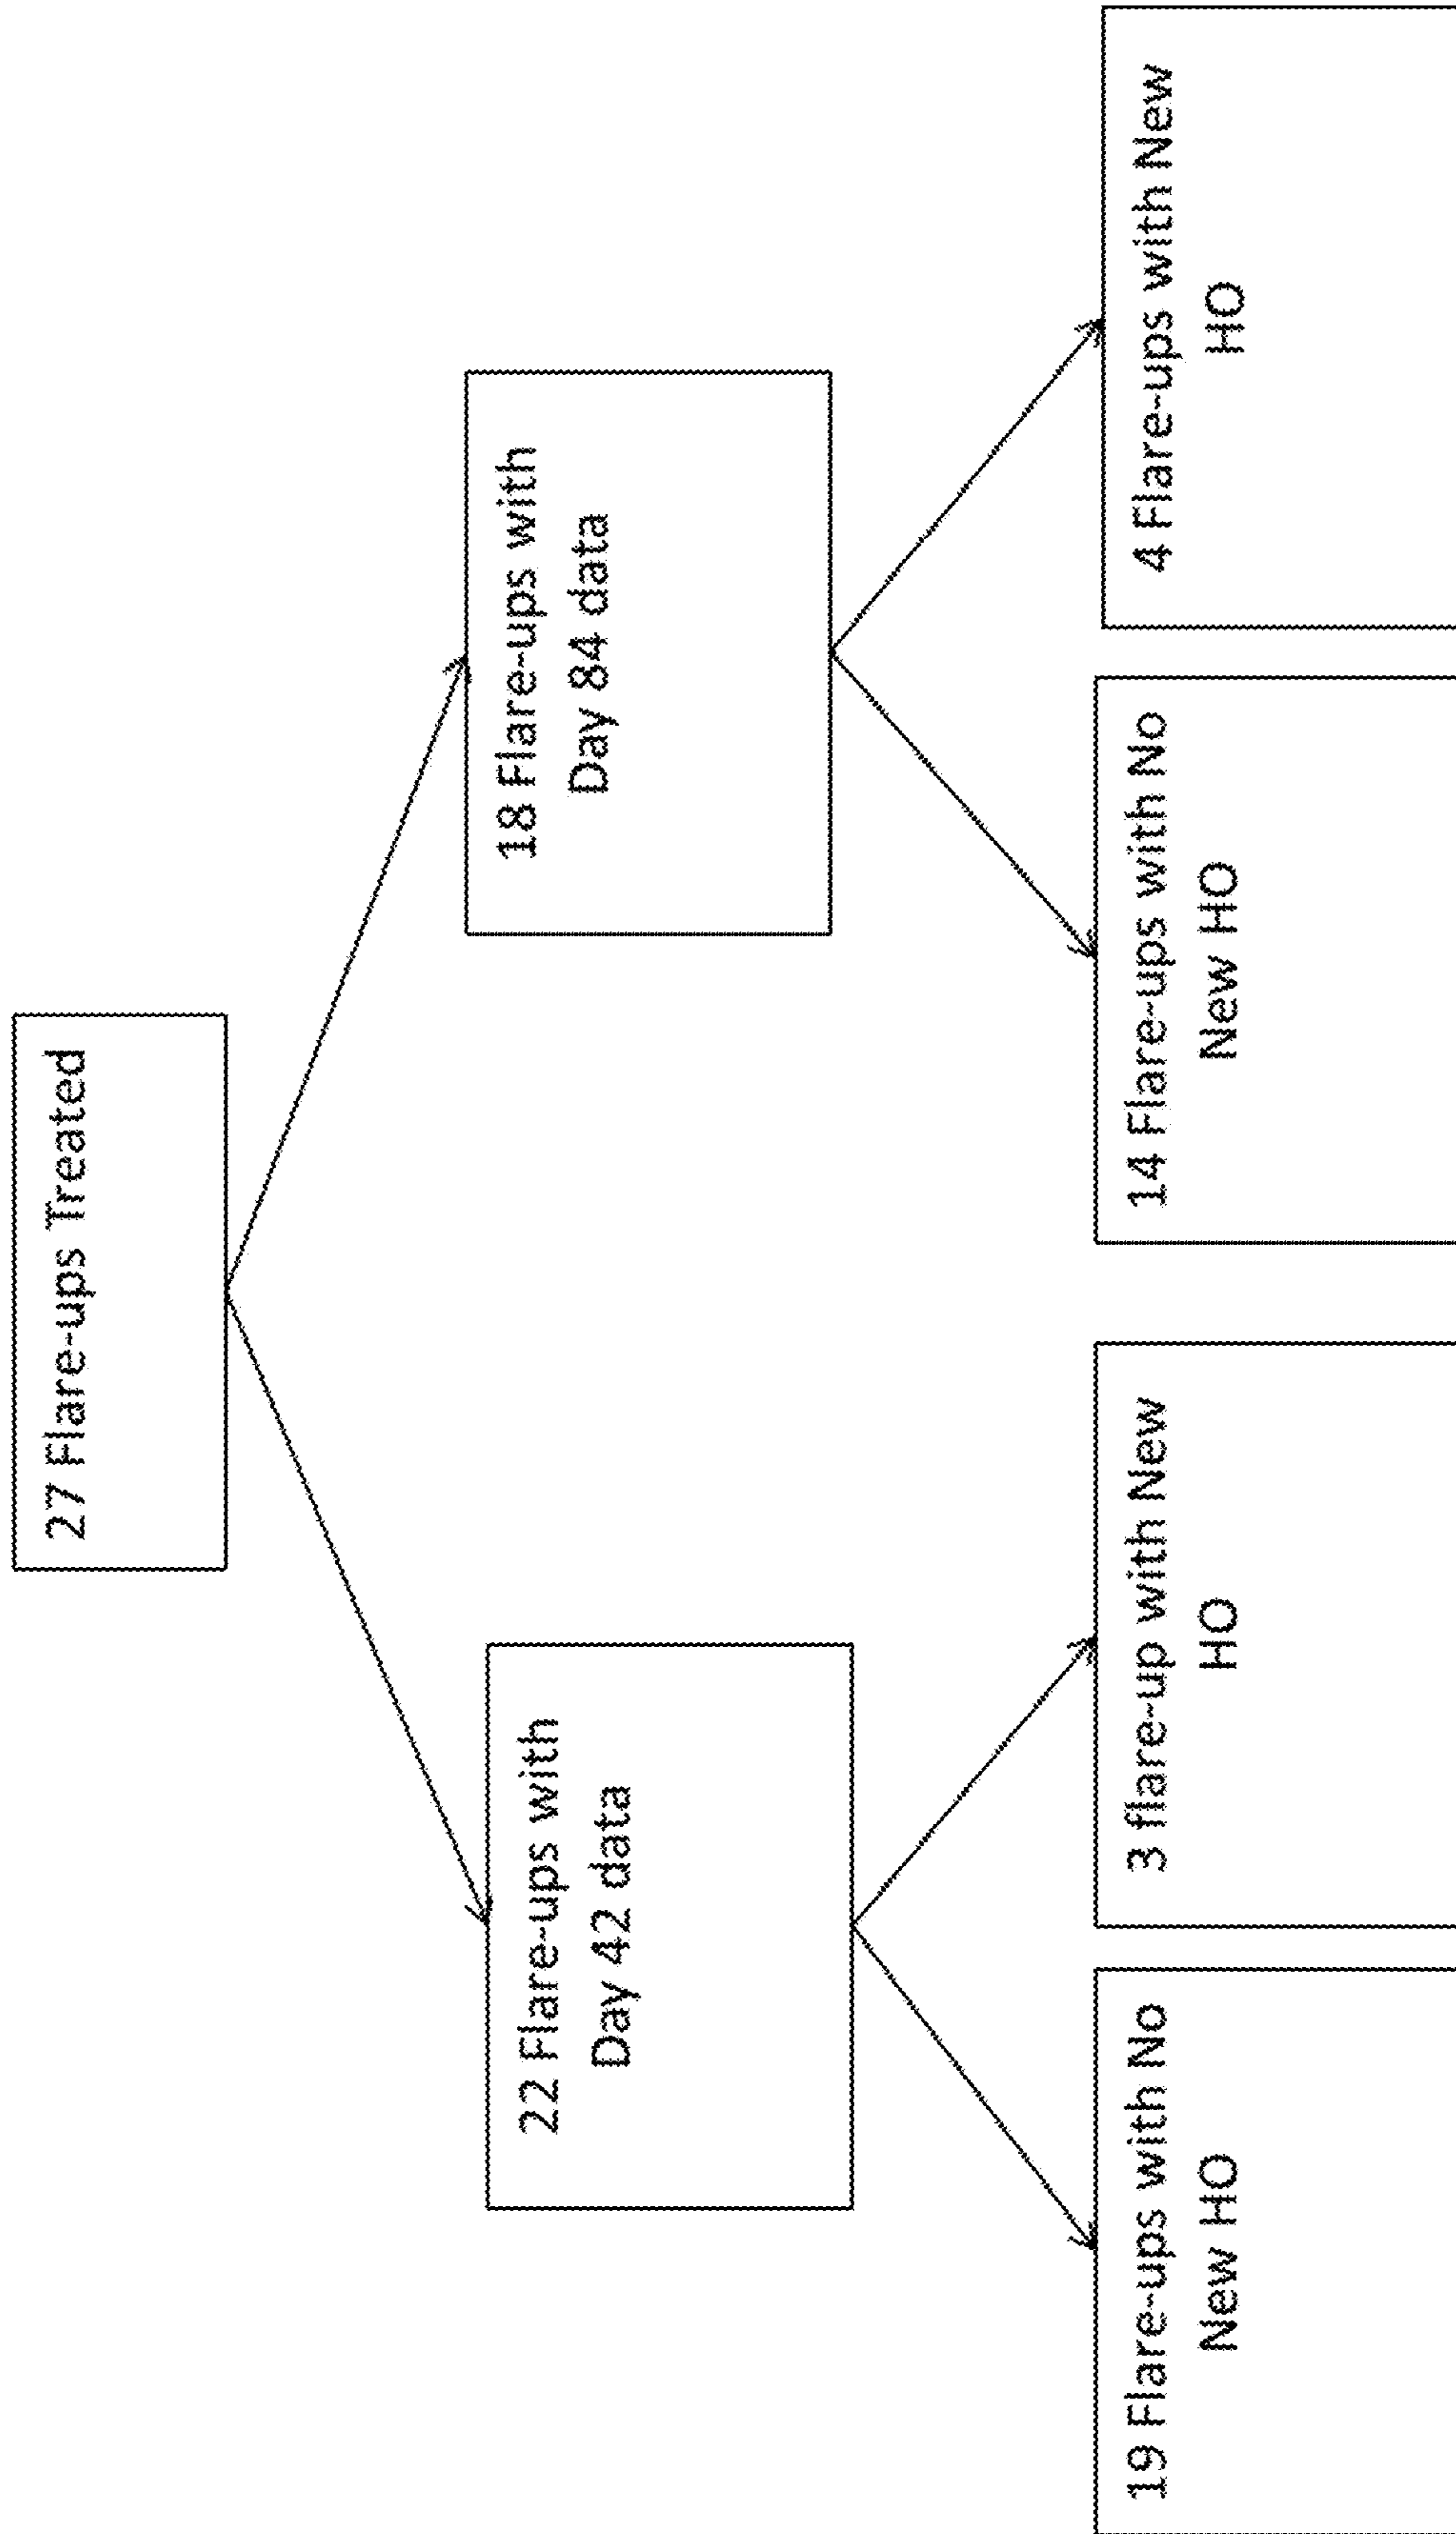 27 Flare-ups Treated
22 Flare-ups with
Day 42 data
18 Flare-ups with
Day 84 data
19 Flare-ups with No
New HO
3 flare-up with New
HO
14 Flare-ups with No
New HO
4 Flare-ups with New
HO